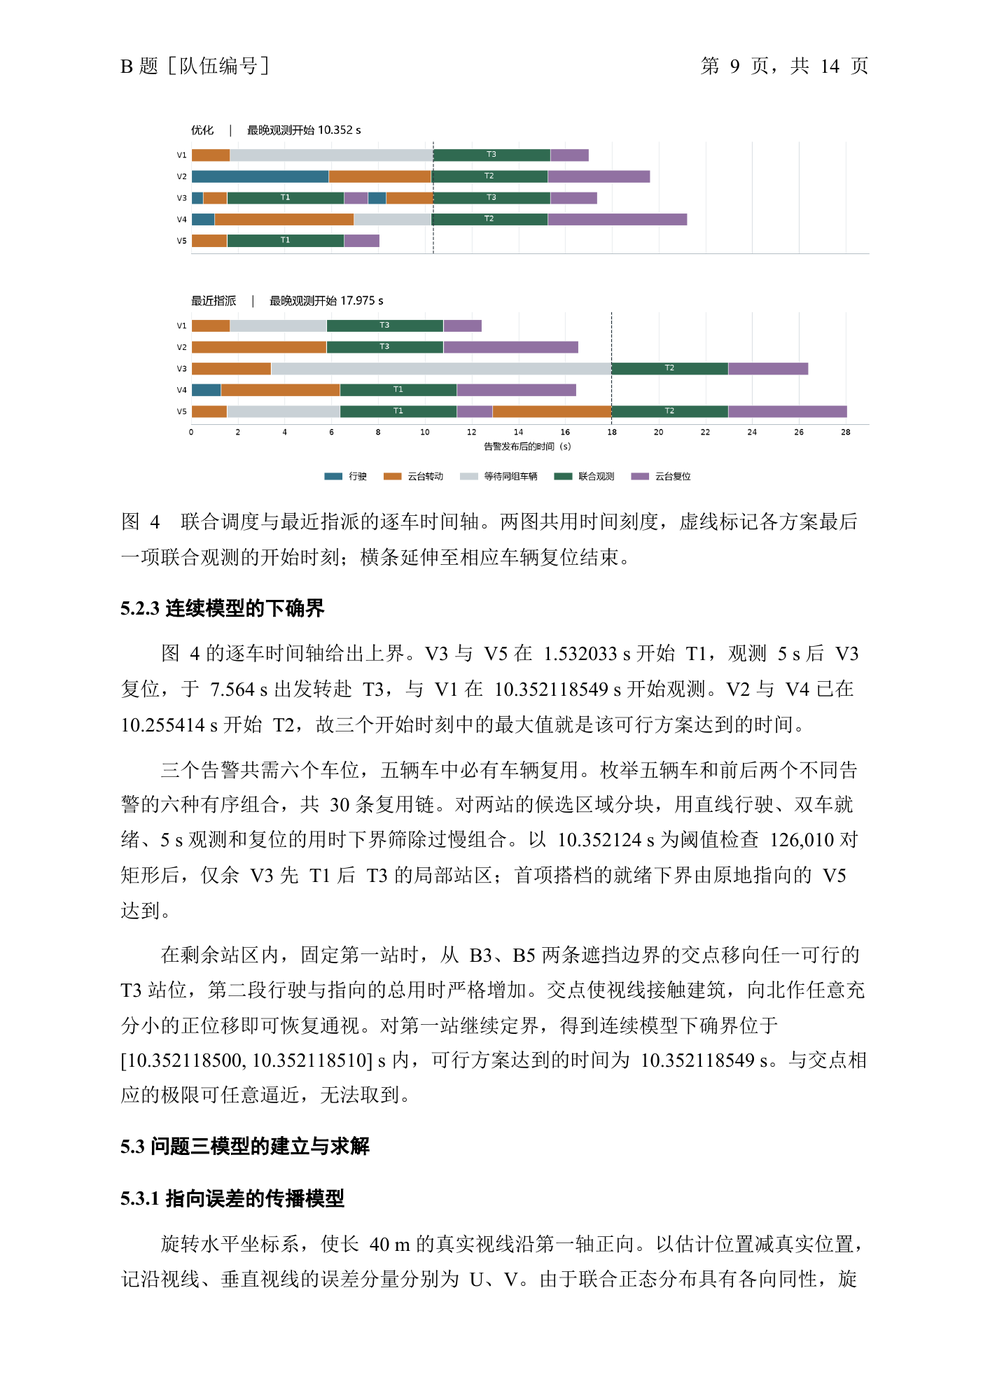 B 题［队伍编号］ 第 9 页，共 14 页
优化 | 最晚观测开始 10.352 s
V1 T3
V2 T2
V3 T1 T3
V4 T2
V5 T1
最近指派 | 最晚观测开始 17.975 s
V1 T3
V2 T3
V3 T2
V4 T1
V5 T1 T2
0 2 4 6 8 10 12 14 16 18 20 22 24 26 28
告警发布后的时间（s）
行驶 云台转动 等待同组车辆 联合观测 云台复位
图 4 联合调度与最近指派的逐车时间轴。两图共用时间刻度，虚线标记各方案最后
一项联合观测的开始时刻；横条延伸至相应车辆复位结束。
5.2.3 连续模型的下确界
图 4 的逐车时间轴给出上界。V3 与 V5 在 1.532033 s 开始 T1，观测 5 s 后 V3
复位，于 7.564 s 出发转赴 T3，与 V1 在 10.352118549 s 开始观测。V2 与 V4 已在
10.255414 s 开始 T2，故三个开始时刻中的最大值就是该可行方案达到的时间。
三个告警共需六个车位，五辆车中必有车辆复用。枚举五辆车和前后两个不同告
警的六种有序组合，共 30 条复用链。对两站的候选区域分块，用直线行驶、双车就
绪、5 s 观测和复位的用时下界筛除过慢组合。以 10.352124 s 为阈值检查 126,010 对
矩形后，仅余 V3 先 T1 后 T3 的局部站区；首项搭档的就绪下界由原地指向的 V5
达到。
在剩余站区内，固定第一站时，从 B3、B5 两条遮挡边界的交点移向任一可行的
T3 站位，第二段行驶与指向的总用时严格增加。交点使视线接触建筑，向北作任意充
分小的正位移即可恢复通视。对第一站继续定界，得到连续模型下确界位于
[10.352118500, 10.352118510] s 内，可行方案达到的时间为 10.352118549 s。与交点相
应的极限可任意逼近，无法取到。
5.3 问题三模型的建立与求解
5.3.1 指向误差的传播模型
旋转水平坐标系，使长 40 m 的真实视线沿第一轴正向。以估计位置减真实位置，
记沿视线、垂直视线的误差分量分别为 U、V。由于联合正态分布具有各向同性，旋